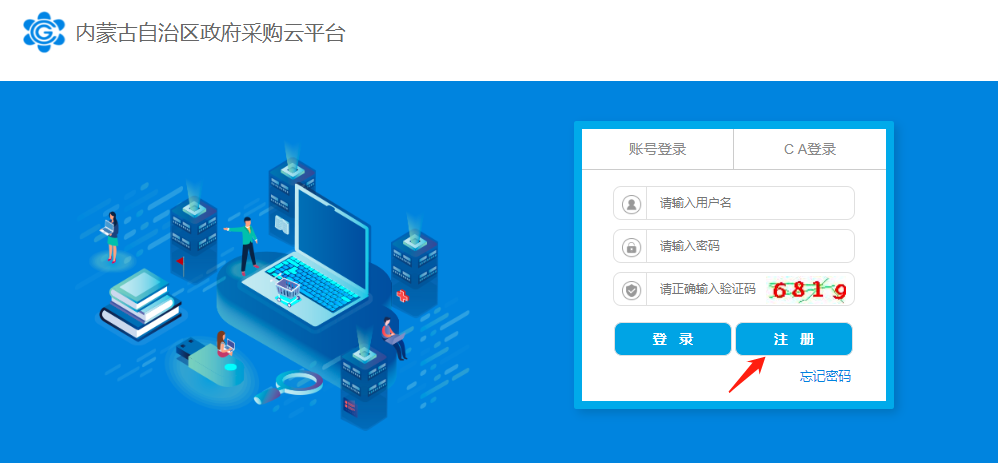 内蒙古自治区政府采购云平台
账号登录
C A登录
请输入用户名
请输入密码
请正确输入验证码
6819
登 录
注 册
忘记密码